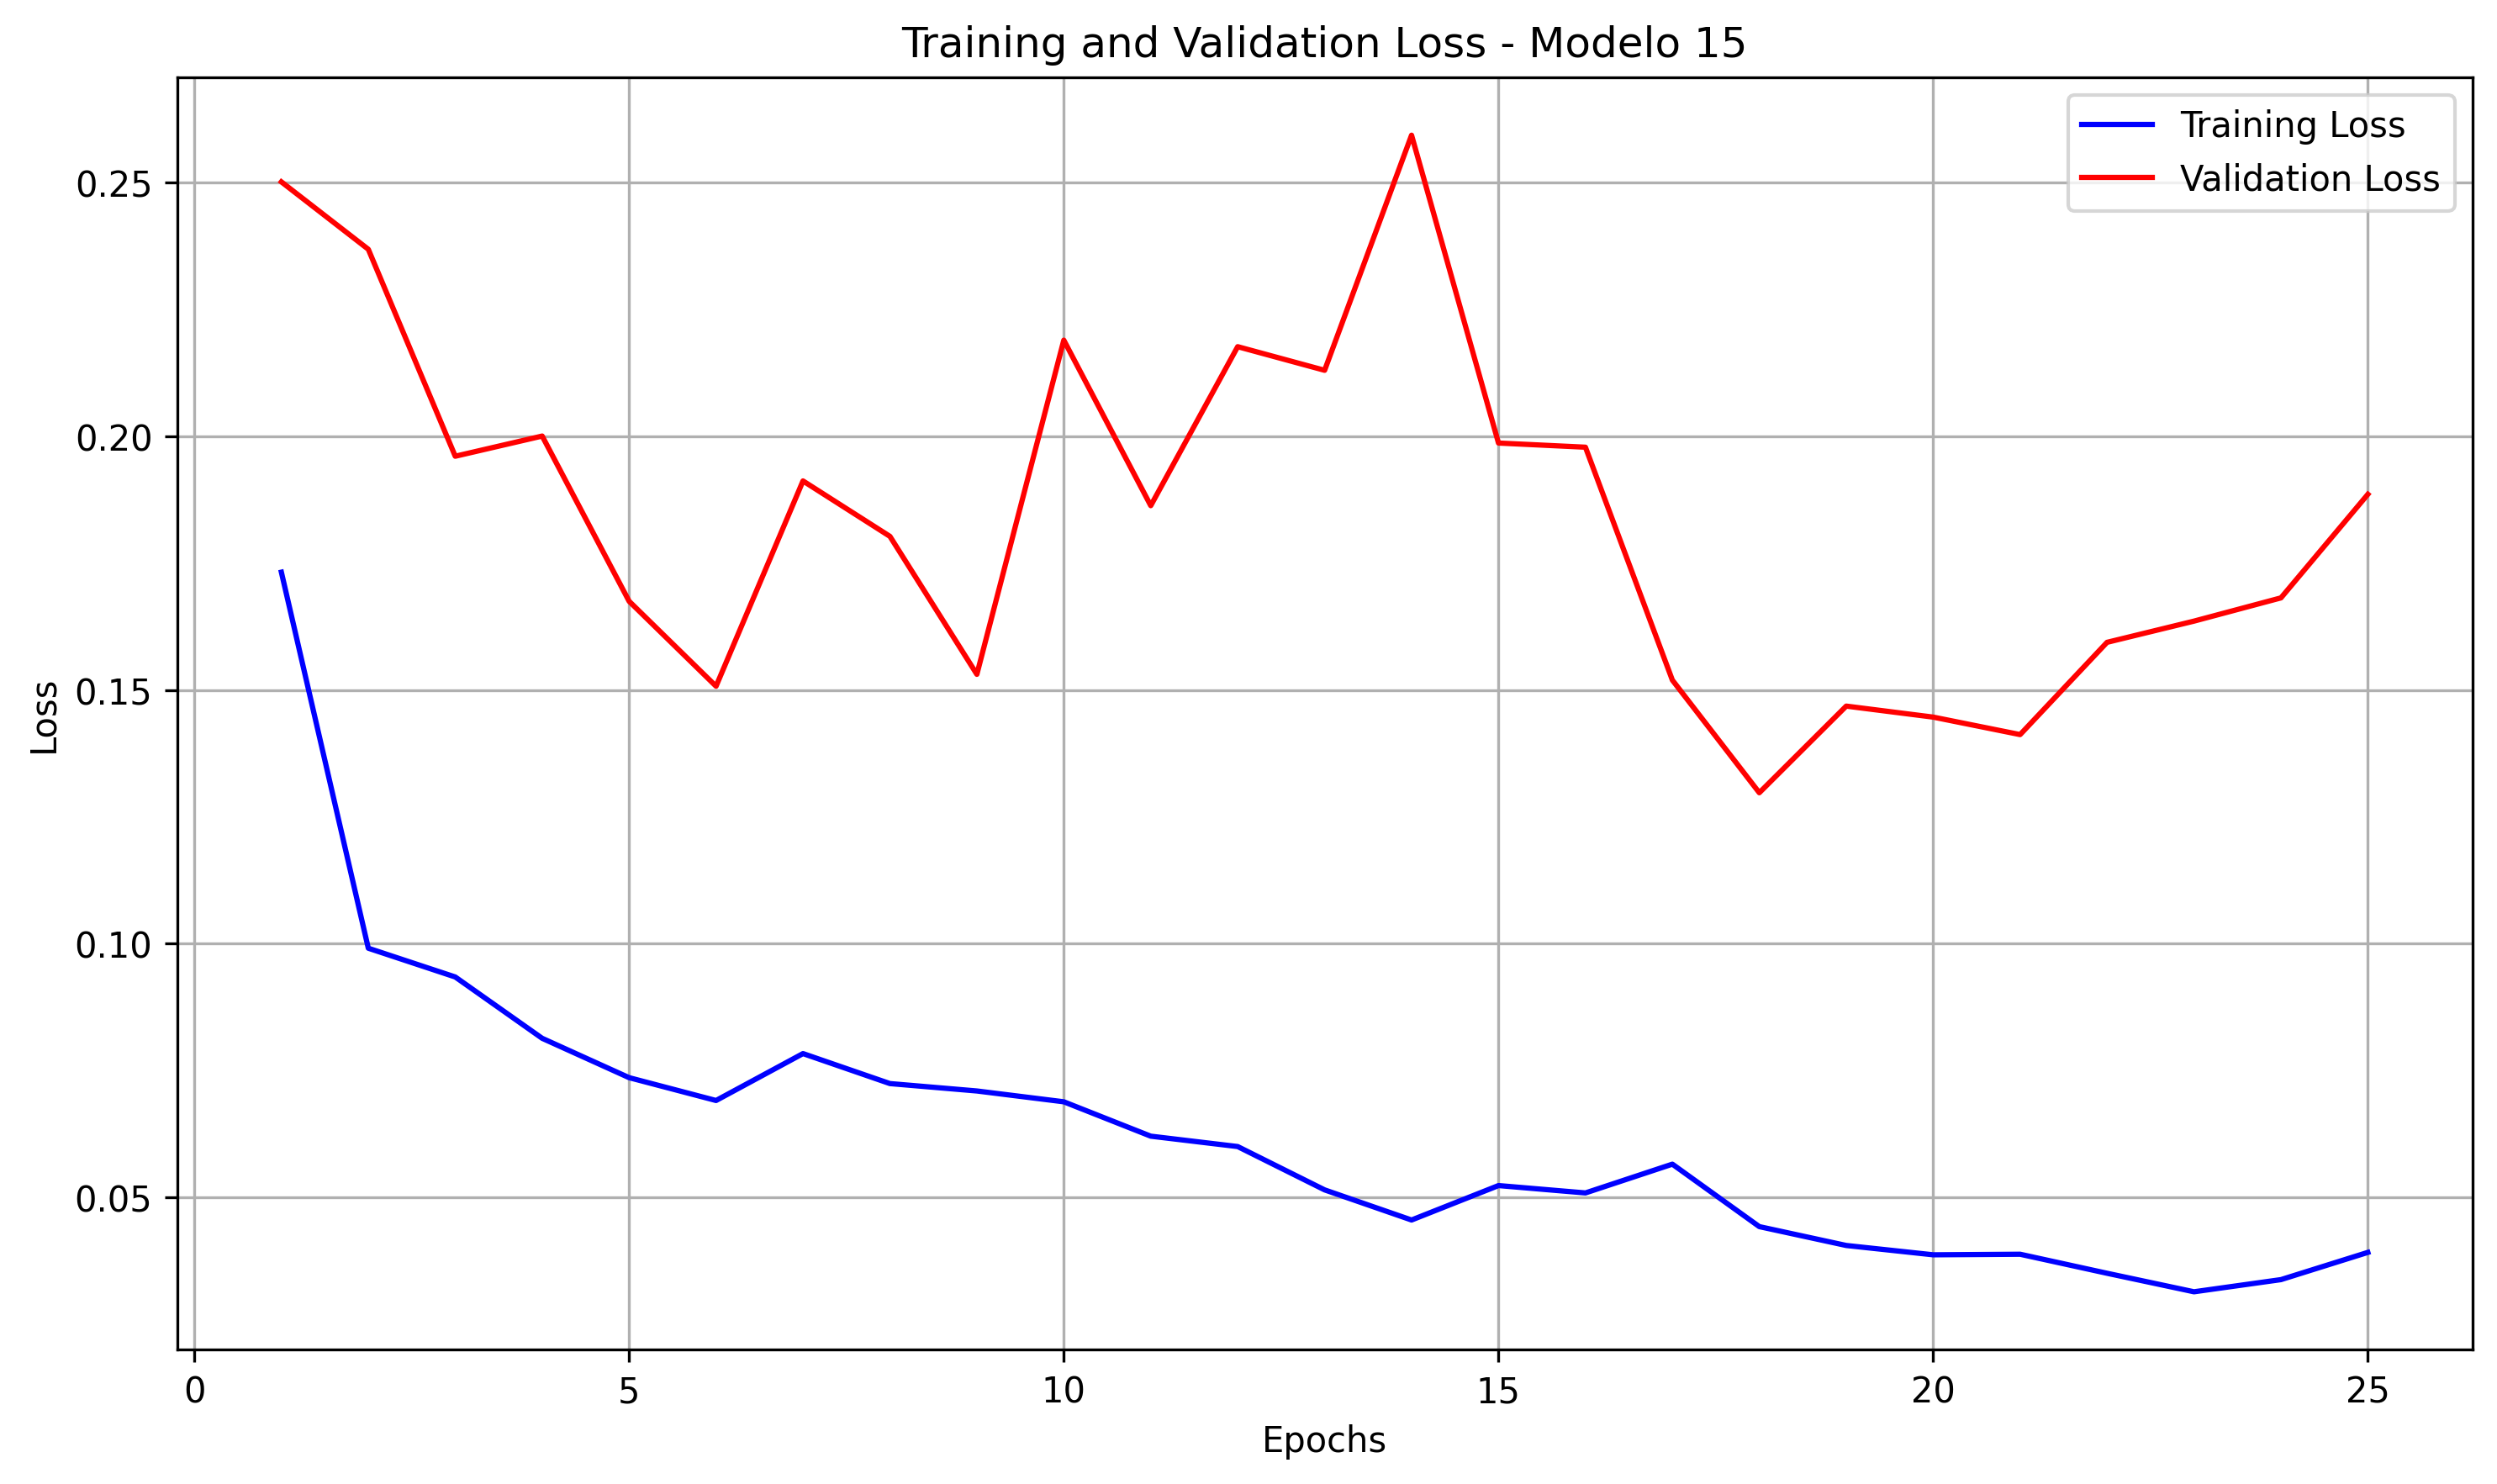 Training and Validation Loss - Modelo 15
Training Loss
Validation Loss
0.25
0.20
0.15
0.10
0.05
Loss
0 5 10 15 20 25
Epochs